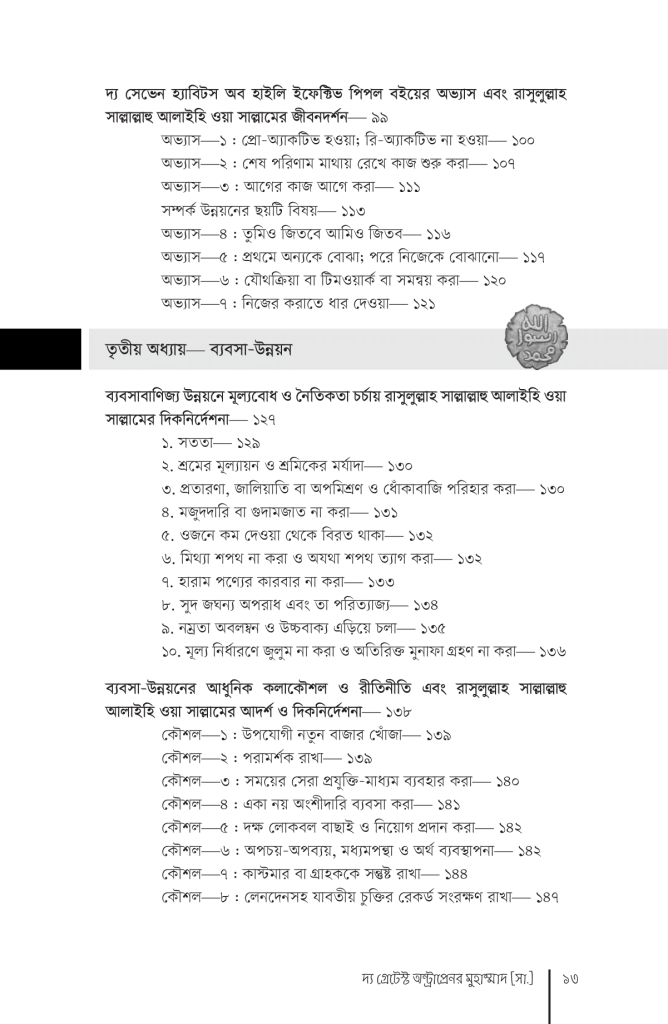 দ্য সেভেন হ্যাবিটস অব হাইলি ইফেক্টিভ পিপল বইয়ের অভ্যাস এবং রাসুলুল্লাহ
সাল্লাল্লাহু আলাইহি ওয়া সাল্লামের জীবনদর্শন— ৯৯
অভ্যাস—১ : প্রো-অ্যাকটিভ হওয়া; রি-অ্যাকটিভ না হওয়া— ১০০
অভ্যাস—২ : শেষ পরিণাম মাথায় রেখে কাজ শুরু করা— ১০৭
অভ্যাস—৩ : আগের কাজ আগে করা— ১১১
সম্পর্ক উন্নয়নের ছয়টি বিষয়— ১১৩
অভ্যাস—৪ : তুমিও জিতবে আমিও জিতব— ১১৬
অভ্যাস—৫ : প্রথমে অন্যকে বোঝা; পরে নিজেকে বোঝানো— ১১৭
অভ্যাস—৬ : যৌথক্রিয়া বা টিমওয়ার্ক বা সমন্বয় করা— ১২০
অভ্যাস—৭ : নিজের করাতে ধার দেওয়া— ১২১
الله
رسول
محمد
তৃতীয় অধ্যায়— ব্যবসা-উন্নয়ন
ব্যবসাবাণিজ্য উন্নয়নে মূল্যবোধ ও নৈতিকতা চর্চায় রাসুলুল্লাহ সাল্লাল্লাহু আলাইহি ওয়া
সাল্লামের দিকনির্দেশনা— ১২৭
১. সততা— ১২৯
২. শ্রমের মূল্যায়ন ও শ্রমিকের মর্যাদা— ১৩০
৩. প্রতারণা, জালিয়াতি বা অপমিশ্রণ ও ধোঁকাবাজি পরিহার করা— ১৩০
৪. মজুদদারি বা গুদামজাত না করা— ১৩১
৫. ওজনে কম দেওয়া থেকে বিরত থাকা— ১৩২
৬. মিথ্যা শপথ না করা ও অযথা শপথ ত্যাগ করা— ১৩২
৭. হারাম পণ্যের কারবার না করা— ১৩৩
৮. সুদ জঘন্য অপরাধ এবং তা পরিত্যাজ্য— ১৩৪
৯. নম্রতা অবলম্বন ও উচ্চবাক্য এড়িয়ে চলা— ১৩৫
১০. মূল্য নির্ধারণে জুলুম না করা ও অতিরিক্ত মুনাফা গ্রহণ না করা— ১৩৬
ব্যবসা-উন্নয়নের আধুনিক কলাকৌশল ও রীতিনীতি এবং রাসুলুল্লাহ সাল্লাল্লাহু
আলাইহি ওয়া সাল্লামের আদর্শ ও দিকনির্দেশনা— ১৩৮
কৌশল—১ : উপযোগী নতুন বাজার খোঁজা— ১৩৯
কৌশল—২ : পরামর্শক রাখা— ১৩৯
কৌশল—৩ : সময়ের সেরা প্রযুক্তি-মাধ্যম ব্যবহার করা— ১৪০
কৌশল—৪ : একা নয় অংশীদারি ব্যবসা করা— ১৪১
কৌশল—৫ : দক্ষ লোকবল বাছাই ও নিয়োগ প্রদান করা— ১৪২
কৌশল—৬ : অপচয়-অপব্যয়, মধ্যমপন্থা ও অর্থ ব্যবস্থাপনা— ১৪২
কৌশল—৭ : কাস্টমার বা গ্রাহককে সন্তুষ্ট রাখা— ১৪৪
কৌশল—৮ : লেনদেনসহ যাবতীয় চুক্তির রেকর্ড সংরক্ষণ রাখা— ১৪৭
দ্য গ্রেটেস্ট অন্ট্রাপ্রেনর মুহাম্মাদ [সা.] ১৩